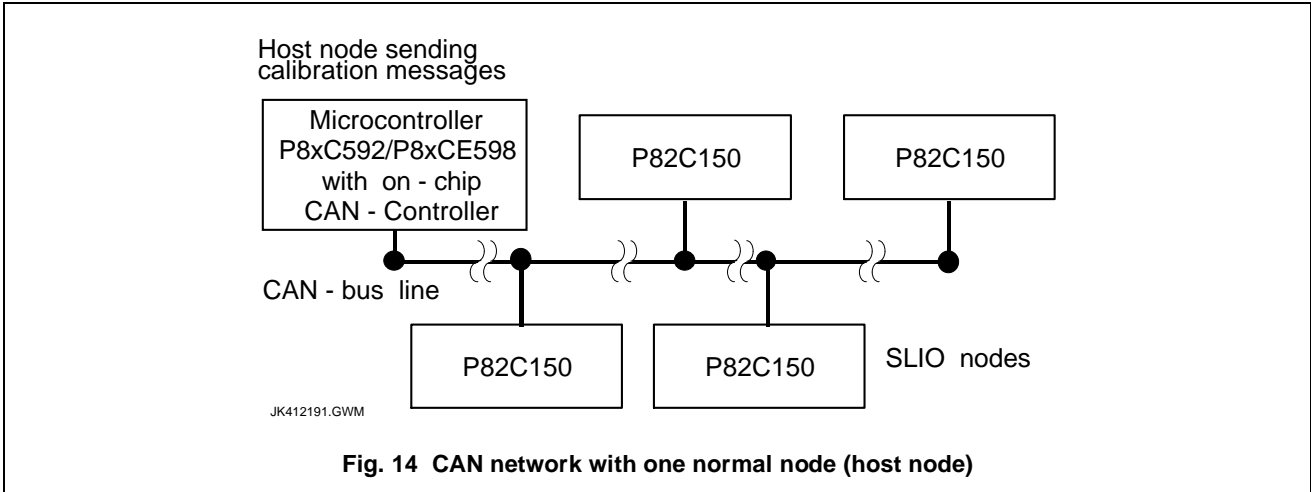 Host node sending
calibration messages
Microcontroller
P8xC592/P8xCE598
with on - chip
CAN - Controller
P82C150
P82C150
CAN - bus line
P82C150
P82C150
SLIO nodes
JK412191.GWM
Fig. 14 CAN network with one normal node (host node)